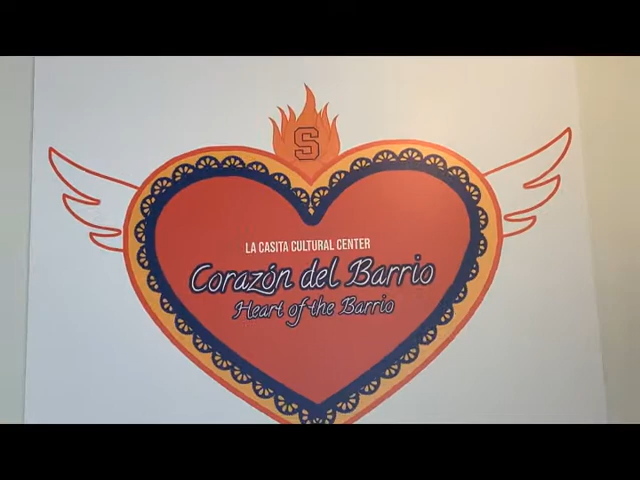 S
LA CASITA CULTURAL CENTER
Corazón del Barrio
Heart of the Barrio